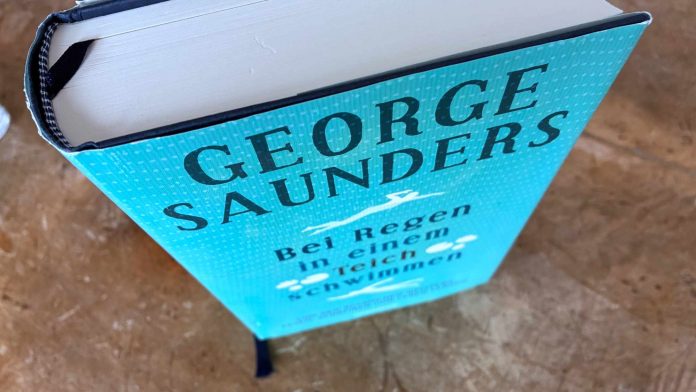 GEORGE
SAUNDERS
Bei Regen
in einem
Teich
schwimmen